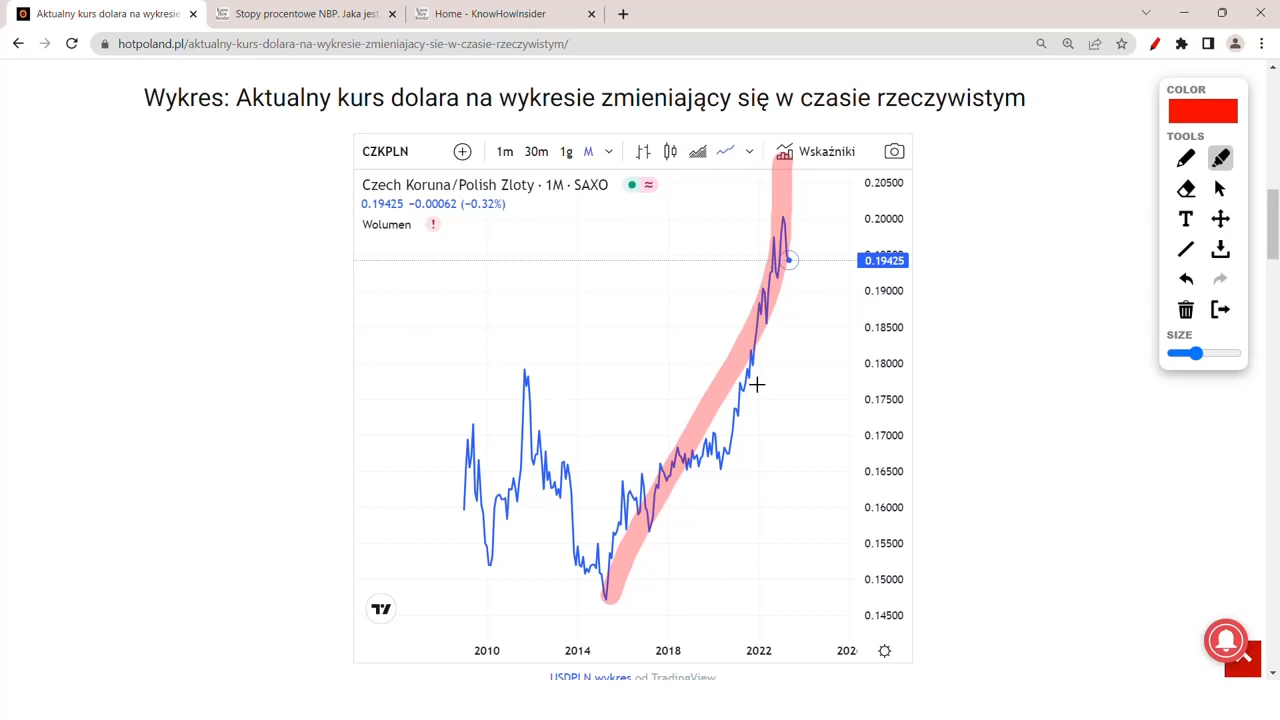 Aktualny kurs dolara na wykresie
Stopy procentowe NBP. Jaka jest
Home - KnowHowInsider
hotpoland.pl/aktualny-kurs-dolara-na-wykresie-zmieniajacy-sie-w-czasie-rzeczywistym/
Wykres: Aktualny kurs dolara na wykresie zmieniający się w czasie rzeczywistym
CZKPLN 1m 30m 1g M Wskaźniki
Czech Koruna/Polish Zloty · 1M · SAXO
0.19425 −0.00062 (−0.32%)
Wolumen !
0.20500
0.20000
0.19425
0.19000
0.18500
0.18000
0.17500
0.17000
0.16500
0.16000
0.15500
0.15000
0.14500
2010 2014 2018 2022
USDPLN wykres od TradingView
COLOR
TOOLS
T
SIZE